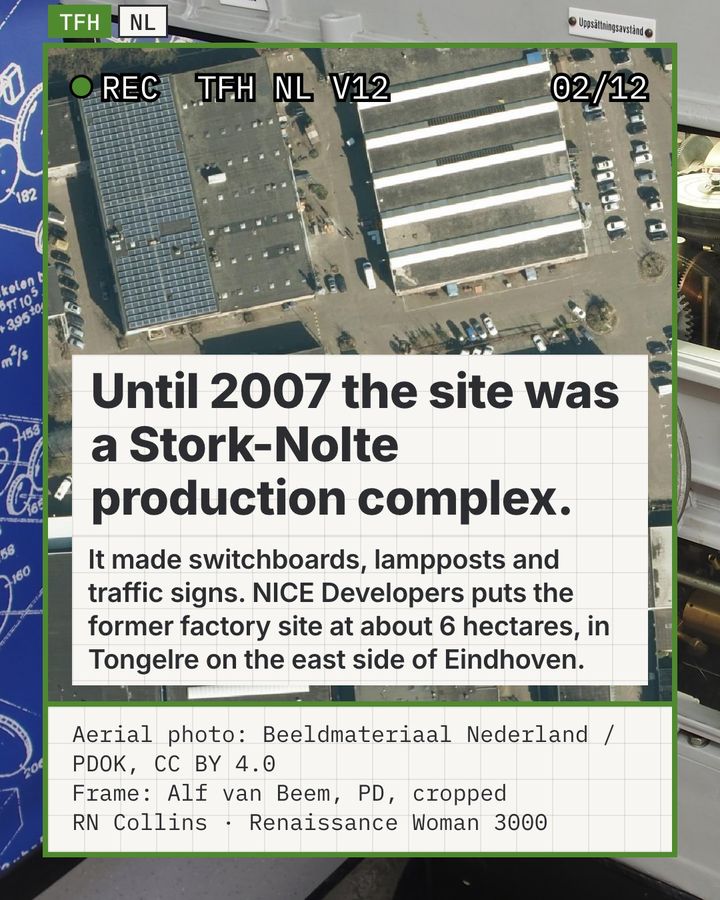 TFH NL
Uppsättningsavstånd
REC TFH NL V12 02/12
182
Until 2007 the site was
a Stork-Nolte
production complex.
It made switchboards, lampposts and
traffic signs. NICE Developers puts the
former factory site at about 6 hectares, in
Tongelre on the east side of Eindhoven.
153
160
Aerial photo: Beeldmateriaal Nederland /
PDOK, CC BY 4.0
Frame: Alf van Beem, PD, cropped
RN Collins · Renaissance Woman 3000